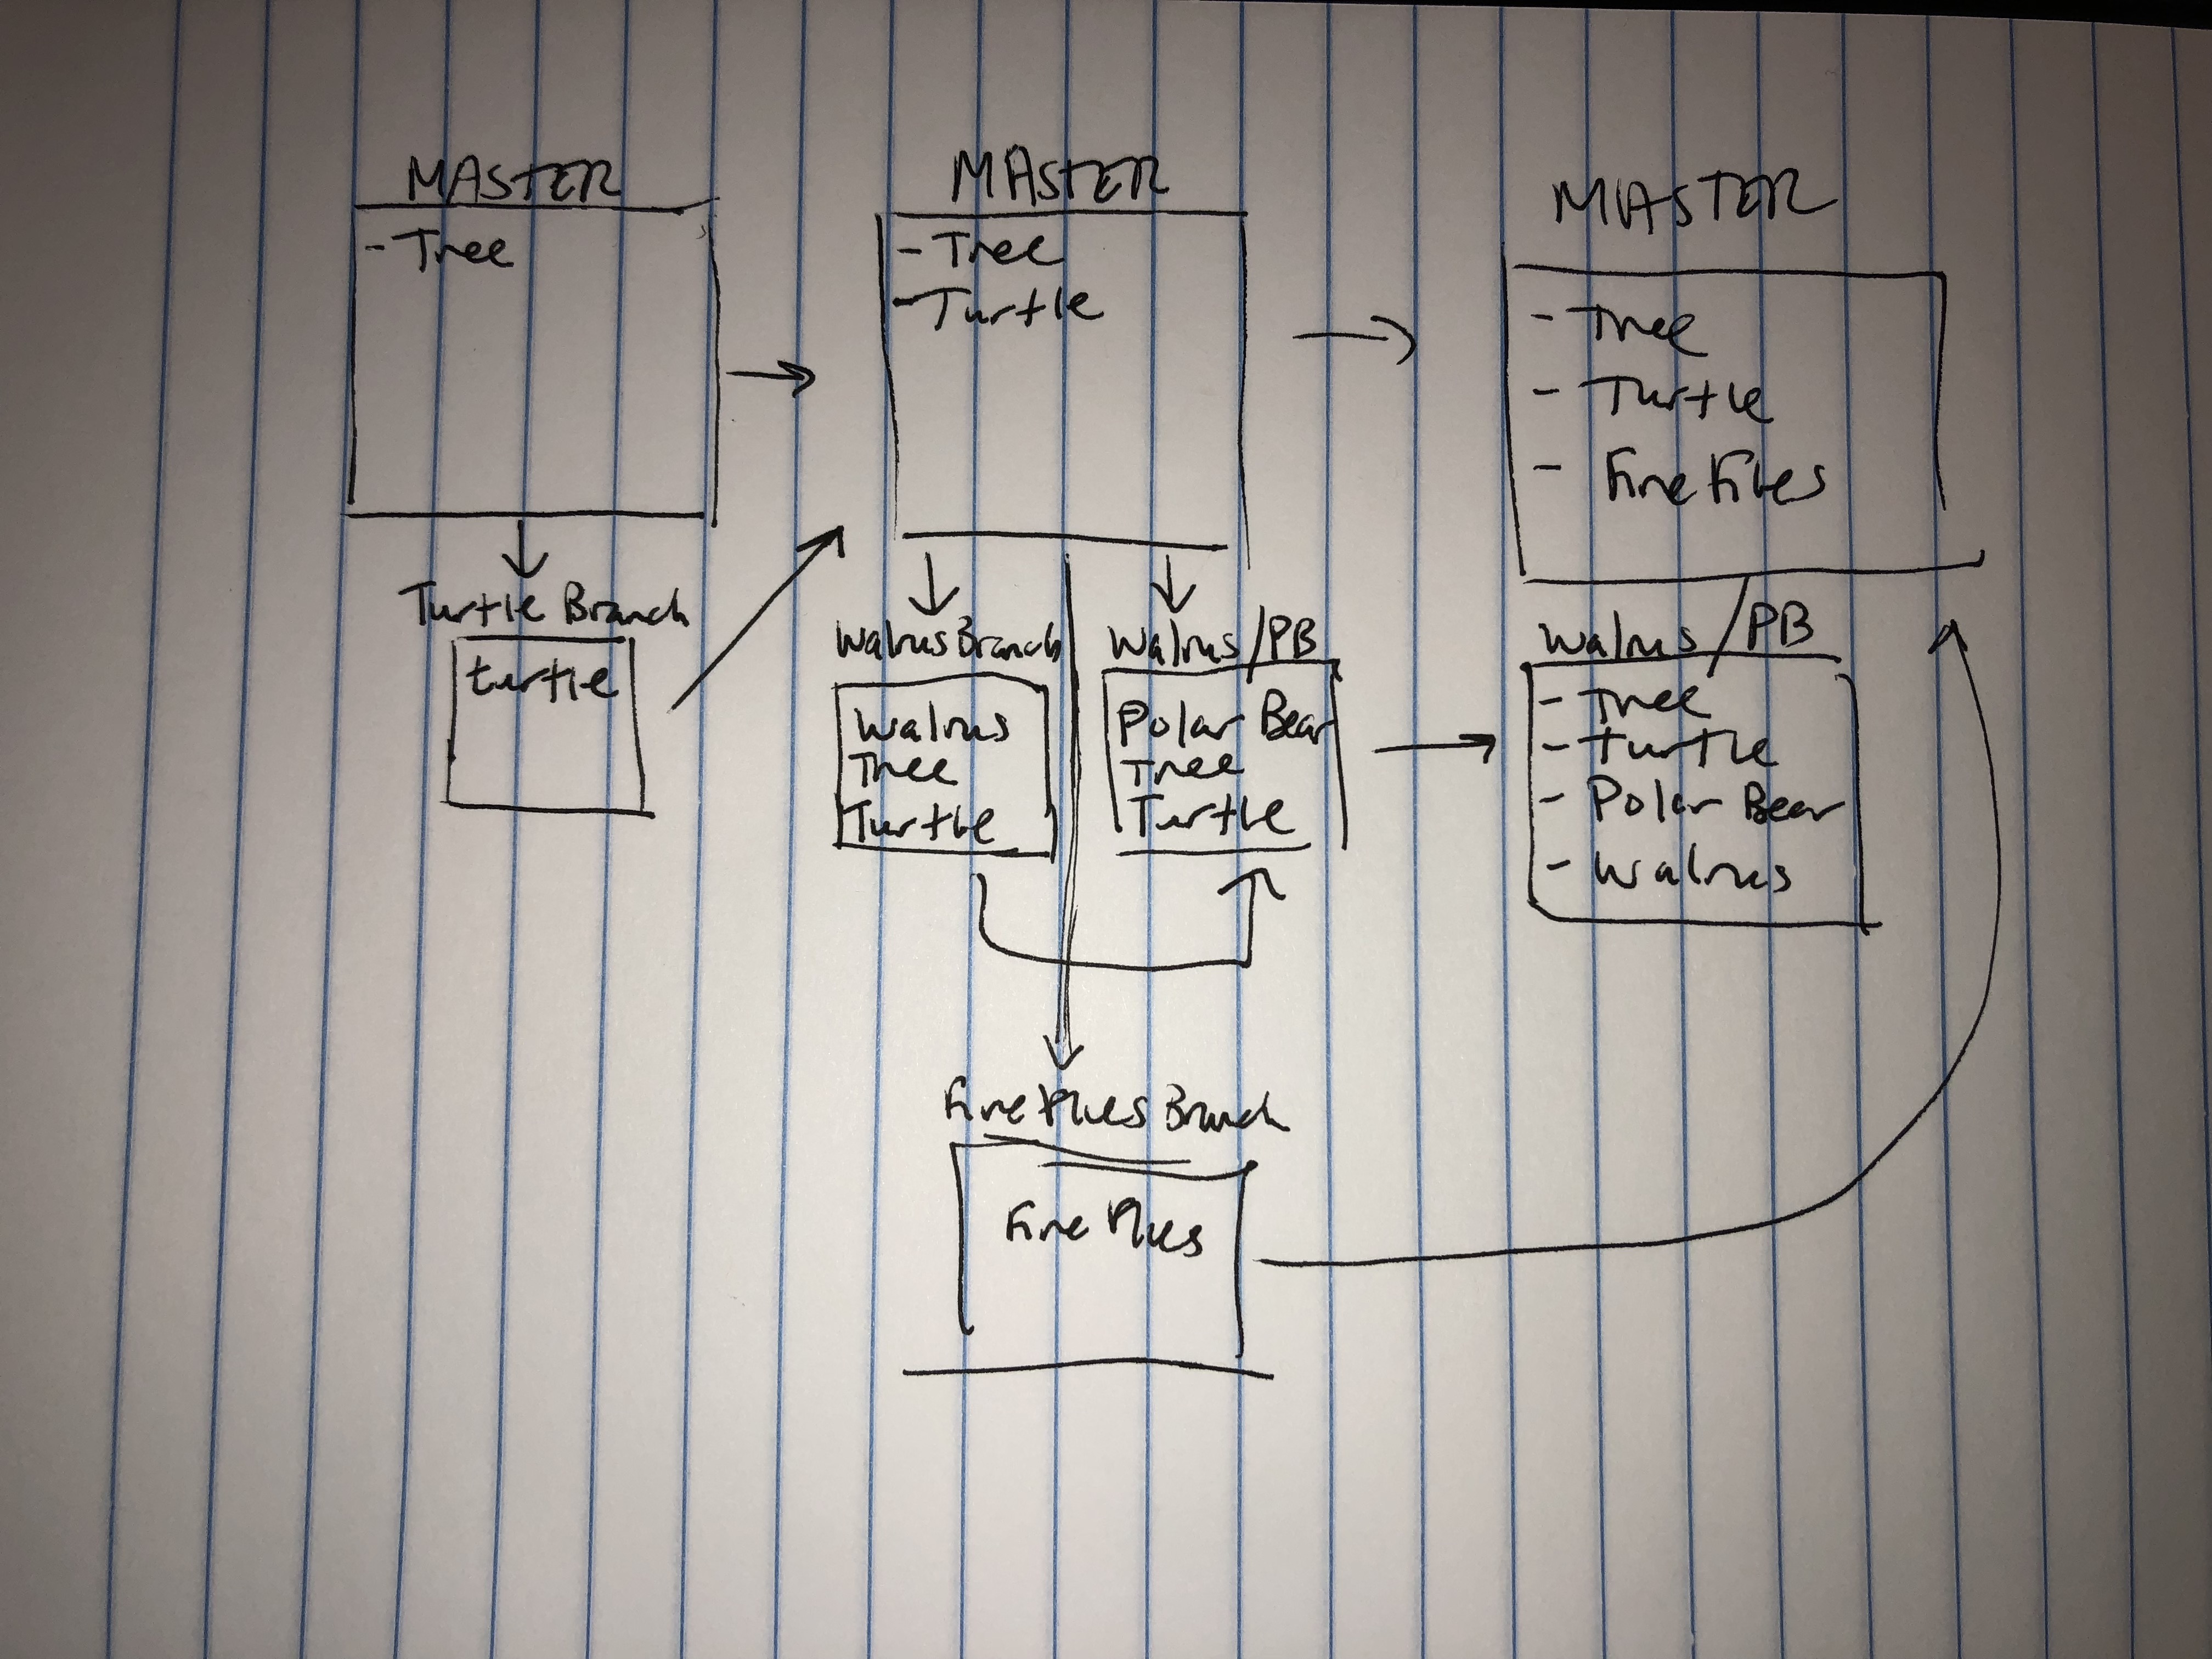 MASTER
- Tree
Turtle Branch
turtle
MASTER
- Tree
- Turtle
Walrus Branch
Walrus
Tree
Turtle
Walrus/PB
Polar Bear
Tree
Turtle
Fire Flies Branch
Fire Flies
MASTER
- Tree
- Turtle
- Fire Flies
Walrus/PB
- Tree
- turtle
- Polar Bear
- Walrus